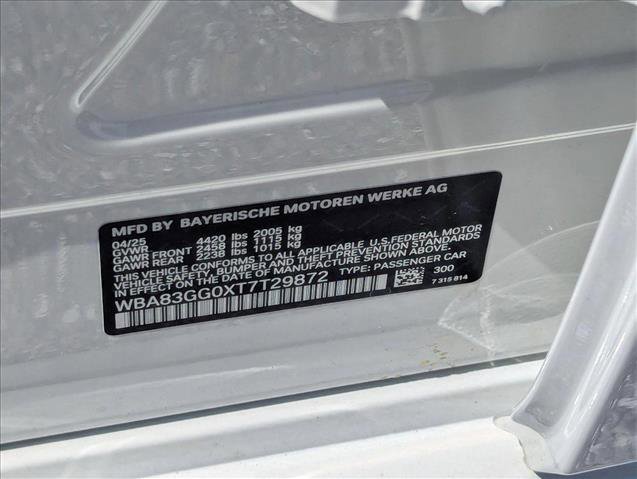 MFD BY BAYERISCHE MOTOREN WERKE AG
04/25
GVWR 4420 lbs 2005 kg
GAWR FRONT 2458 lbs 1115 kg
GAWR REAR 2238 lbs 1015 kg
THIS VEHICLE CONFORMS TO ALL APPLICABLE U.S.FEDERAL MOTOR
VEHICLE SAFETY, BUMPER, AND THEFT PREVENTION STANDARDS
IN EFFECT ON THE DATE OF MANUFACTURE SHOWN ABOVE.
WBA83GG0XT7T29872 TYPE: PASSENGER CAR
300
7 315 814